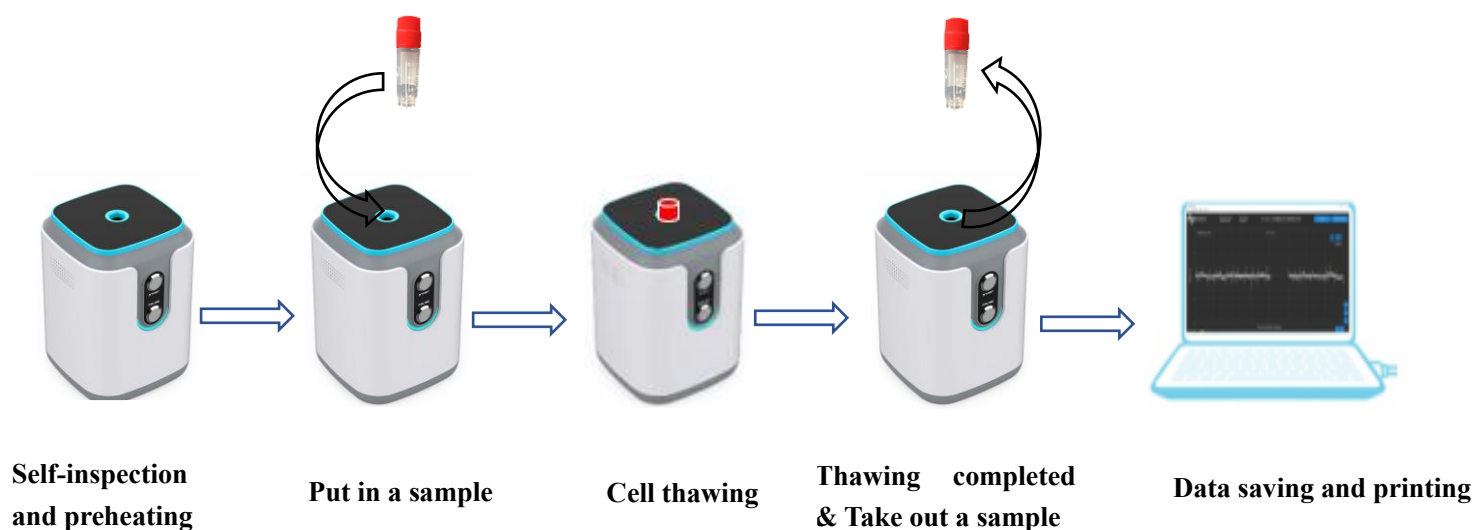 Self-inspection
and preheating
Put in a sample
Cell thawing
Thawing completed
& Take out a sample
Data saving and printing